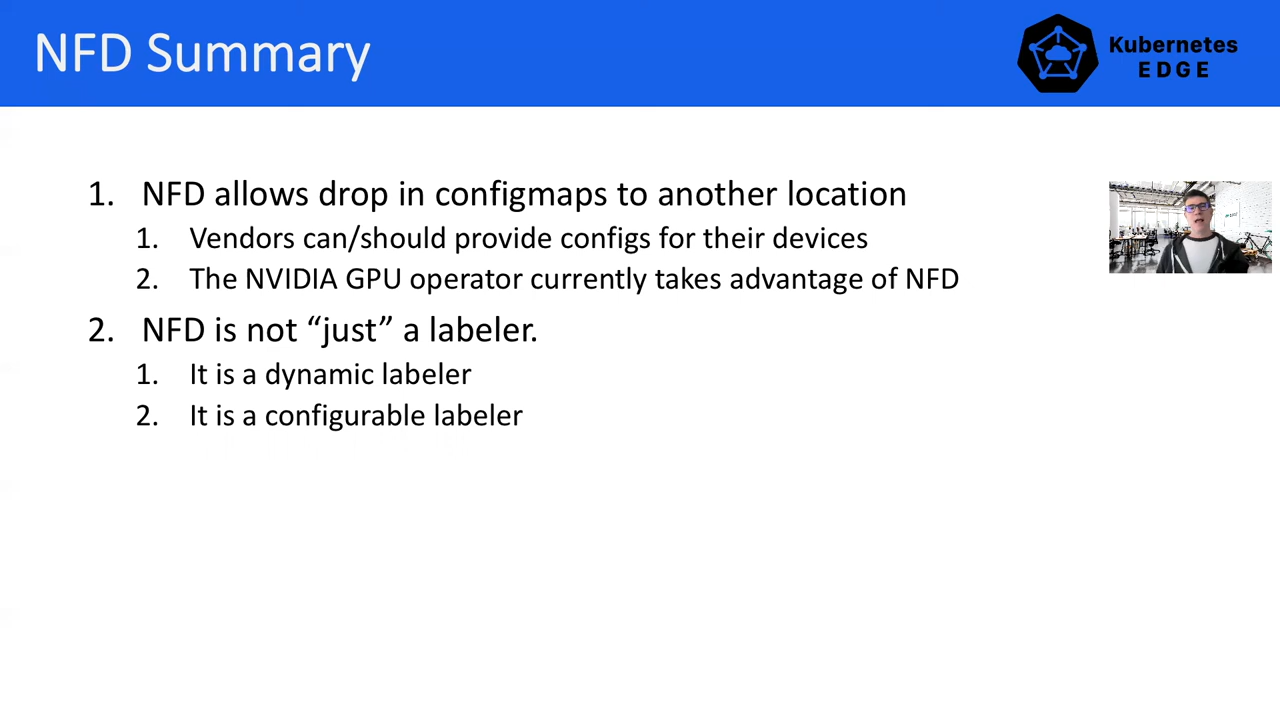 NFD Summary
Kubernetes
EDGE
1. NFD allows drop in configmaps to another location
1. Vendors can/should provide configs for their devices
2. The NVIDIA GPU operator currently takes advantage of NFD
2. NFD is not “just” a labeler.
1. It is a dynamic labeler
2. It is a configurable labeler